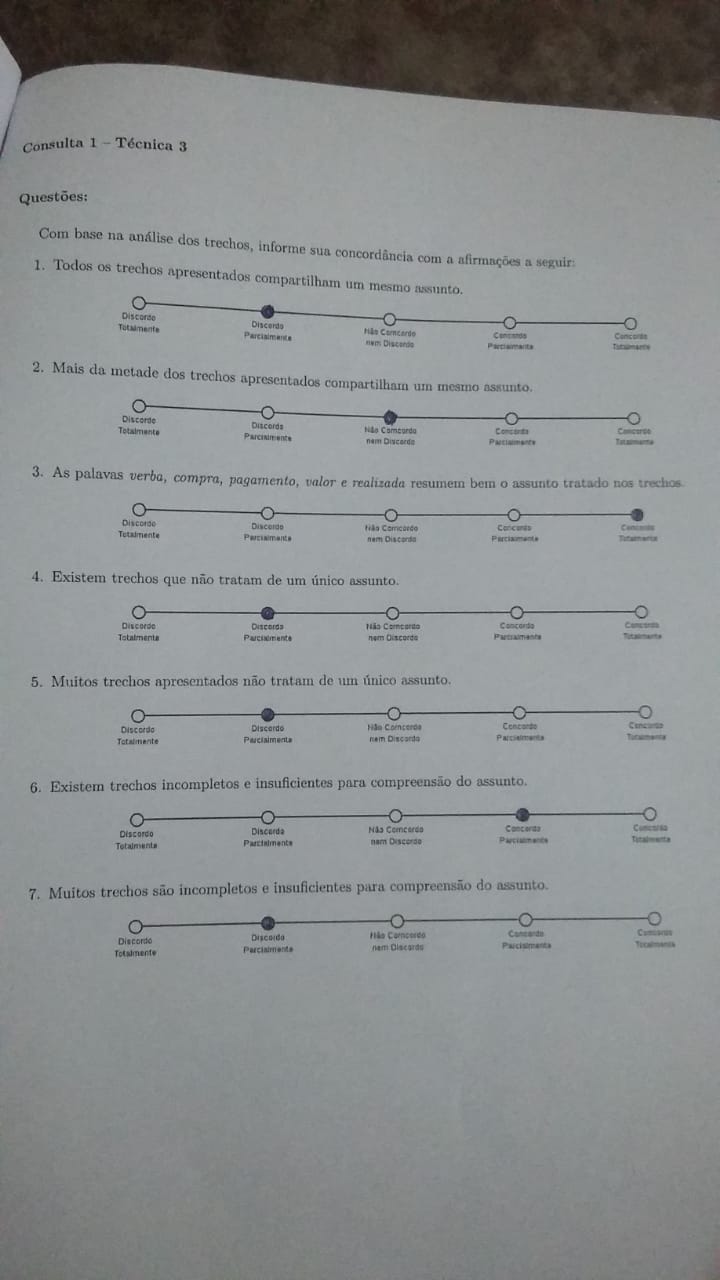 Consulta 1 – Técnica 3
Questões:
Com base na análise dos trechos, informe sua concordância com a afirmações a seguir:
1. Todos os trechos apresentados compartilham um mesmo assunto.
Discordo Totalmente
Discordo Parcialmente
Não Comcordo nem Discordo
Concordo Parcialmente
Concordo Totalmente
2. Mais da metade dos trechos apresentados compartilham um mesmo assunto.
Discordo Totalmente
Discordo Parcialmente
Não Comcordo nem Discordo
Concordo Parcialmente
Concordo Totalmente
3. As palavas verba, compra, pagamento, valor e realizada resumem bem o assunto tratado nos trechos.
Discordo Totalmente
Discordo Parcialmente
Não Comcordo nem Discordo
Concordo Parcialmente
Concordo Totalmente
4. Existem trechos que não tratam de um único assunto.
Discordo Totalmente
Discordo Parcialmente
Não Comcordo nem Discordo
Concordo Parcialmente
Concordo Totalmente
5. Muitos trechos apresentados não tratam de um único assunto.
Discordo Totalmente
Discordo Parcialmente
Não Comcordo nem Discordo
Concordo Parcialmente
Concordo Totalmente
6. Existem trechos incompletos e insuficientes para compreensão do assunto.
Discordo Totalmente
Discordo Parcialmente
Não Comcordo nem Discordo
Concordo Parcialmente
Concordo Totalmente
7. Muitos trechos são incompletos e insuficientes para compreensão do assunto.
Discordo Totalmente
Discordo Parcialmente
Não Comcordo nem Discordo
Concordo Parcialmente
Concordo Totalmente